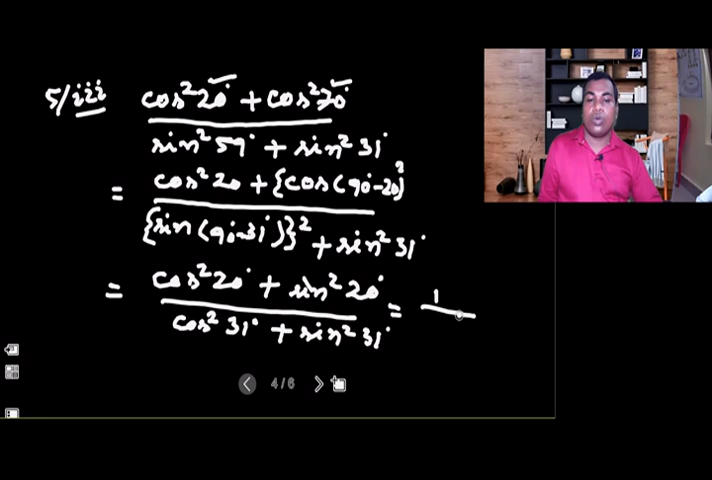 5/iii cos²20° + cos²70°
sin²59° + sin²31°
= cos²20 + {cos(90-20)²
{sin(90-31)}² + sin²31°
= cos²20° + sin²20°
cos²31° + sin²31° = 1
4/6